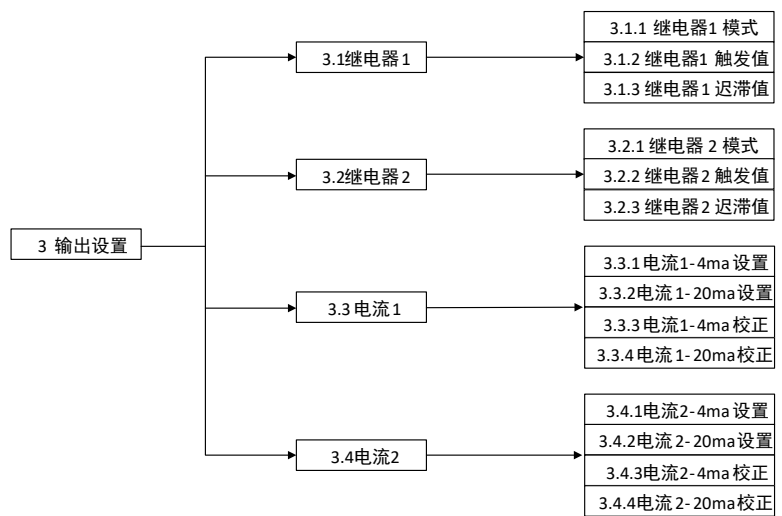 3 输出设置
3.1继电器1
3.1.1 继电器1 模式
3.1.2 继电器1 触发值
3.1.3 继电器1 迟滞值
3.2继电器2
3.2.1 继电器 2 模式
3.2.2 继电器2 触发值
3.2.3 继电器2 迟滞值
3.3 电流 1
3.3.1 电流1-4ma 设置
3.3.2电流 1-20ma设置
3.3.3 电流1-4ma 校正
3.3.4 电流1-20ma校正
3.4电流2
3.4.1电流2-4ma 设置
3.4.2电流 2-20ma设置
3.4.3电流2-4ma 校正
3.4.4电流2-20ma校正